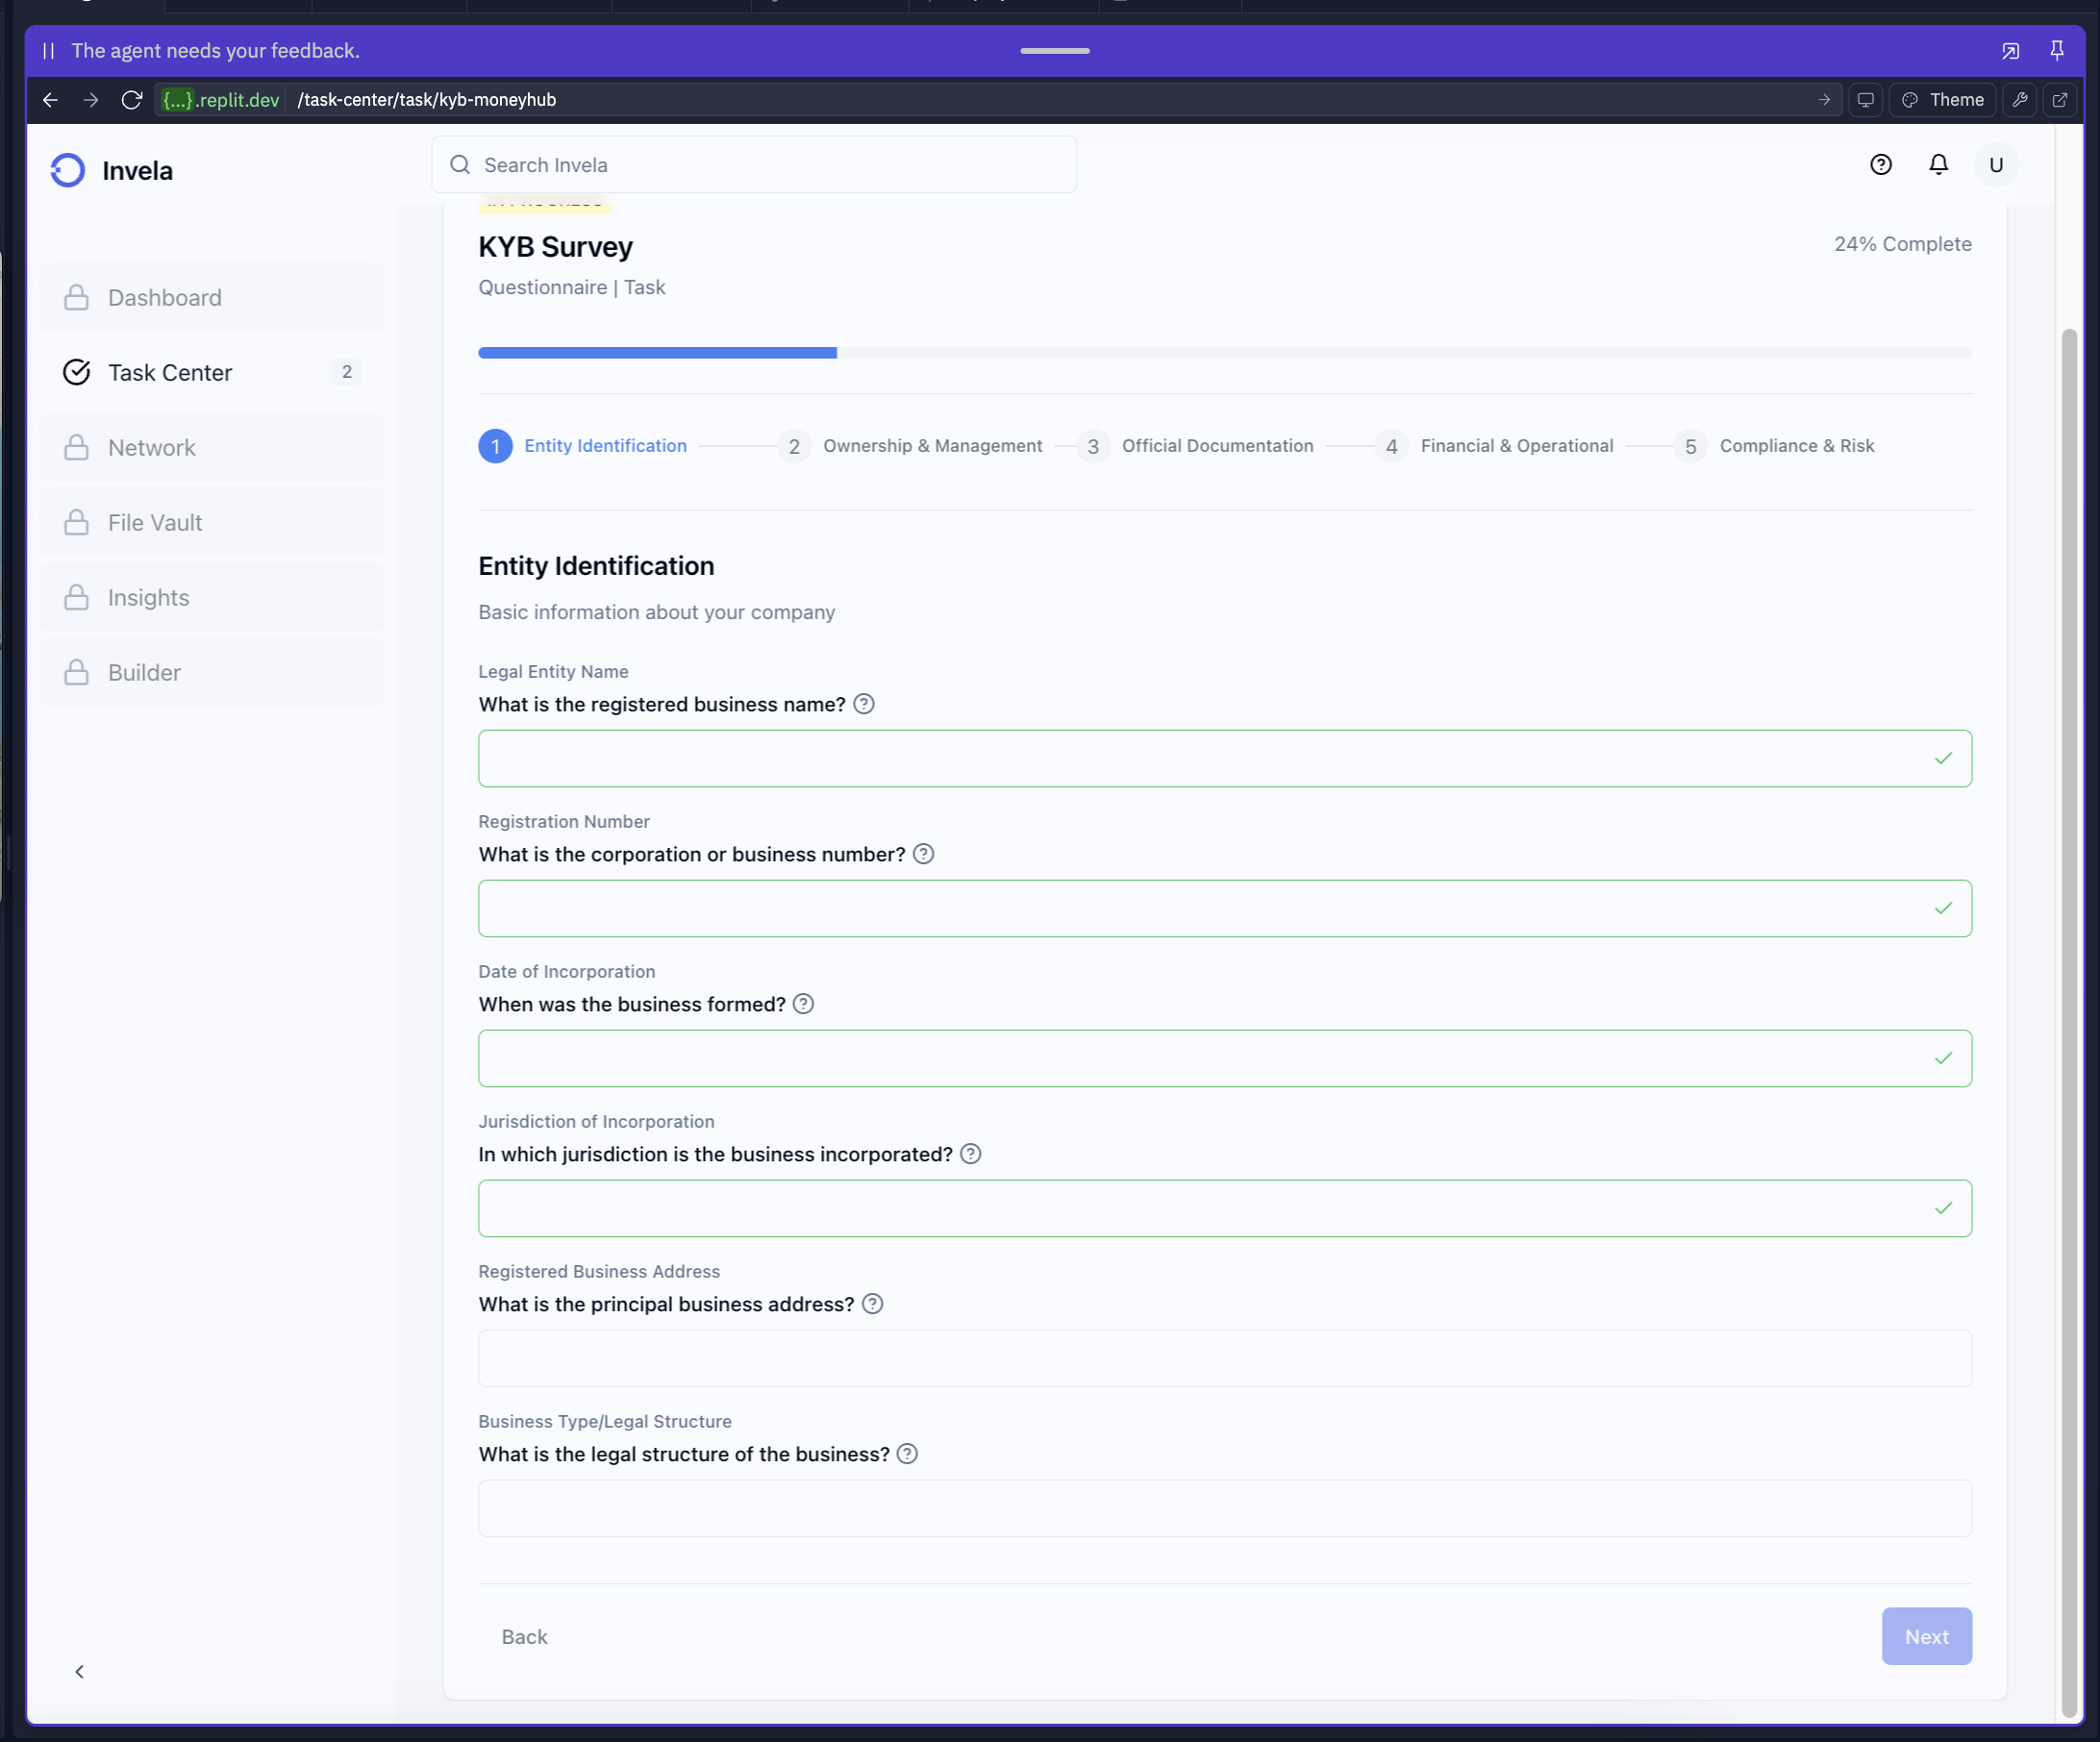 The agent needs your feedback.
{...}.replit.dev /task-center/task/kyb-moneyhub
Theme
Invela
Search Invela
U
KYB Survey
24% Complete
Questionnaire | Task
Dashboard
Task Center 2
Network
File Vault
Insights
Builder
1 Entity Identification
2 Ownership & Management
3 Official Documentation
4 Financial & Operational
5 Compliance & Risk
Entity Identification
Basic information about your company
Legal Entity Name
What is the registered business name?
Registration Number
What is the corporation or business number?
Date of Incorporation
When was the business formed?
Jurisdiction of Incorporation
In which jurisdiction is the business incorporated?
Registered Business Address
What is the principal business address?
Business Type/Legal Structure
What is the legal structure of the business?
Back
Next